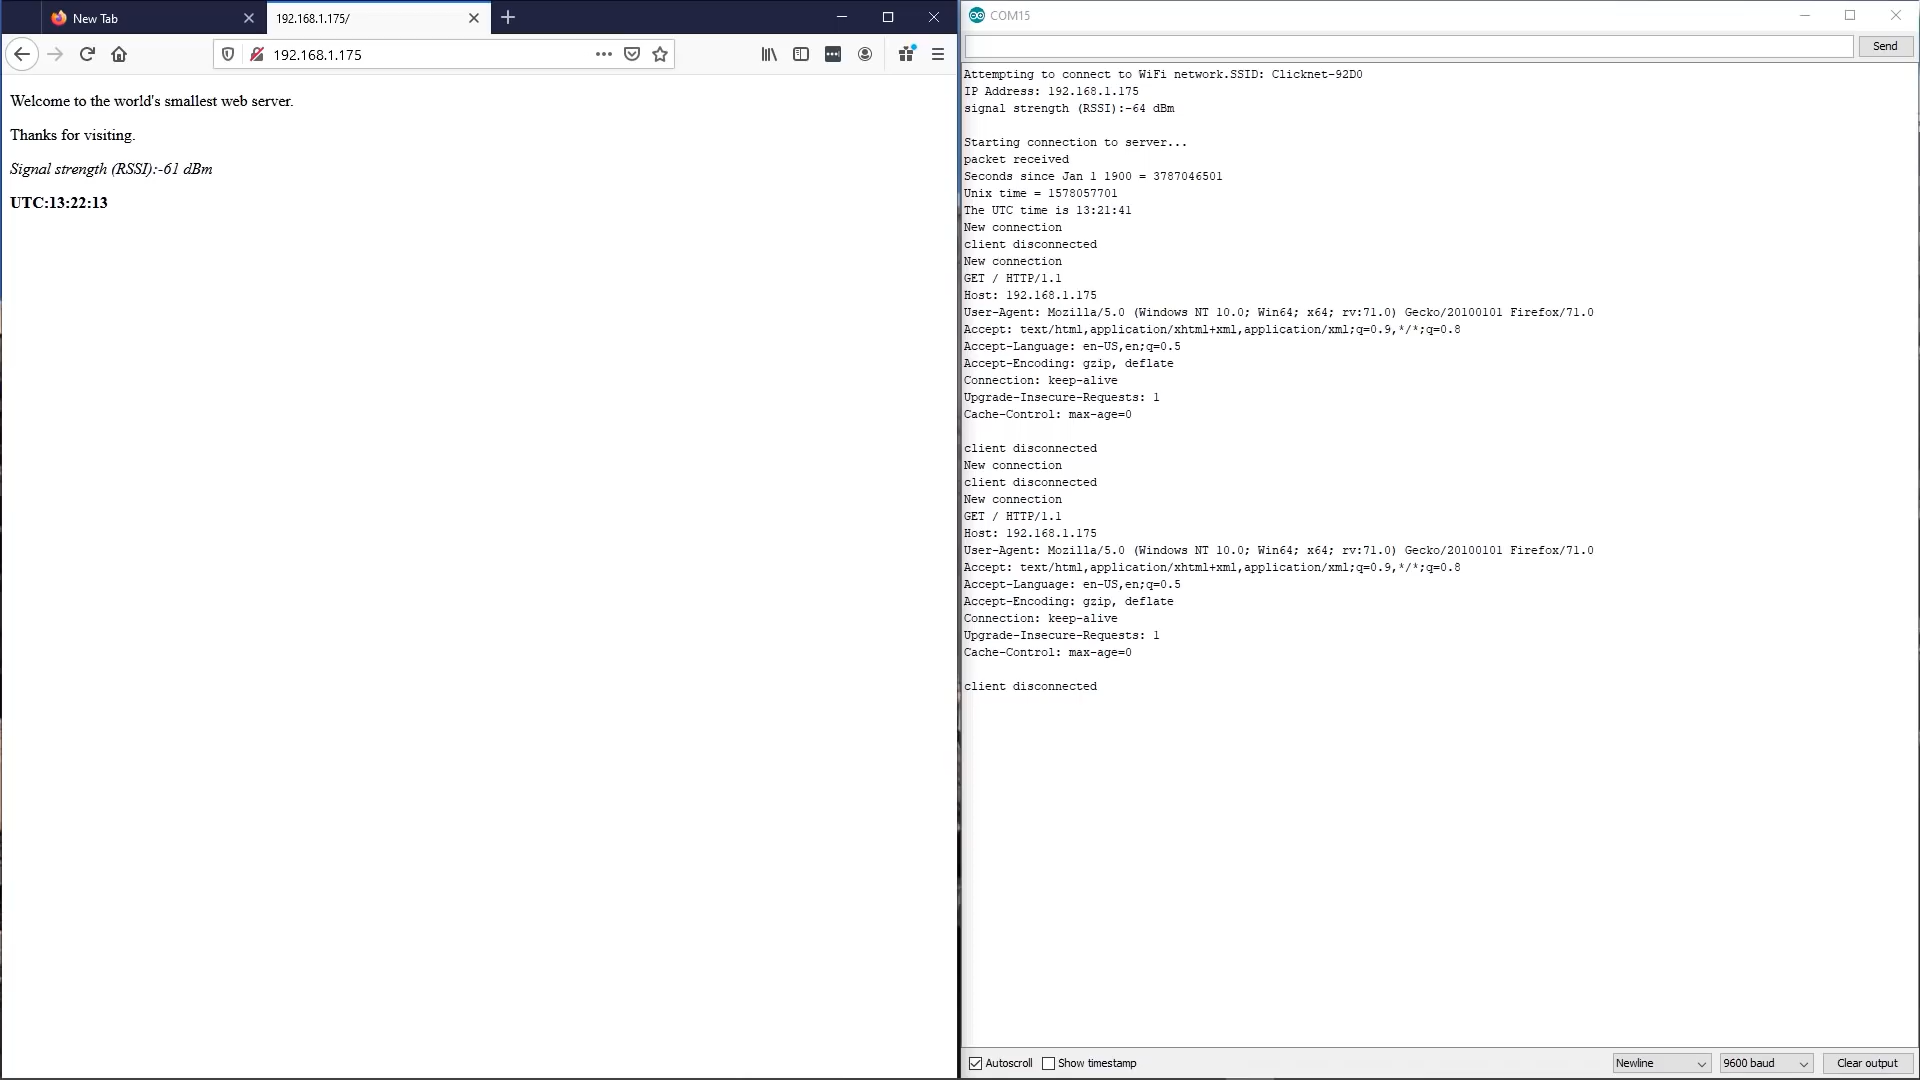 New Tab
192.168.1.175/
192.168.1.175
Welcome to the world's smallest web server.
Thanks for visiting.
Signal strength (RSSI):-61 dBm
UTC:13:22:13
COM15
Send
Attempting to connect to WiFi network.SSID: Clicknet-92D0
IP Address: 192.168.1.175
signal strength (RSSI):-64 dBm
Starting connection to server...
packet received
Seconds since Jan 1 1900 = 3787046501
Unix time = 1578057701
The UTC time is 13:21:41
New connection
client disconnected
New connection
GET / HTTP/1.1
Host: 192.168.1.175
User-Agent: Mozilla/5.0 (Windows NT 10.0; Win64; x64; rv:71.0) Gecko/20100101 Firefox/71.0
Accept: text/html,application/xhtml+xml,application/xml;q=0.9,*/*;q=0.8
Accept-Language: en-US,en;q=0.5
Accept-Encoding: gzip, deflate
Connection: keep-alive
Upgrade-Insecure-Requests: 1
Cache-Control: max-age=0
client disconnected
New connection
client disconnected
New connection
GET / HTTP/1.1
Host: 192.168.1.175
User-Agent: Mozilla/5.0 (Windows NT 10.0; Win64; x64; rv:71.0) Gecko/20100101 Firefox/71.0
Accept: text/html,application/xhtml+xml,application/xml;q=0.9,*/*;q=0.8
Accept-Language: en-US,en;q=0.5
Accept-Encoding: gzip, deflate
Connection: keep-alive
Upgrade-Insecure-Requests: 1
Cache-Control: max-age=0
client disconnected
Autoscroll
Show timestamp
Newline
9600 baud
Clear output